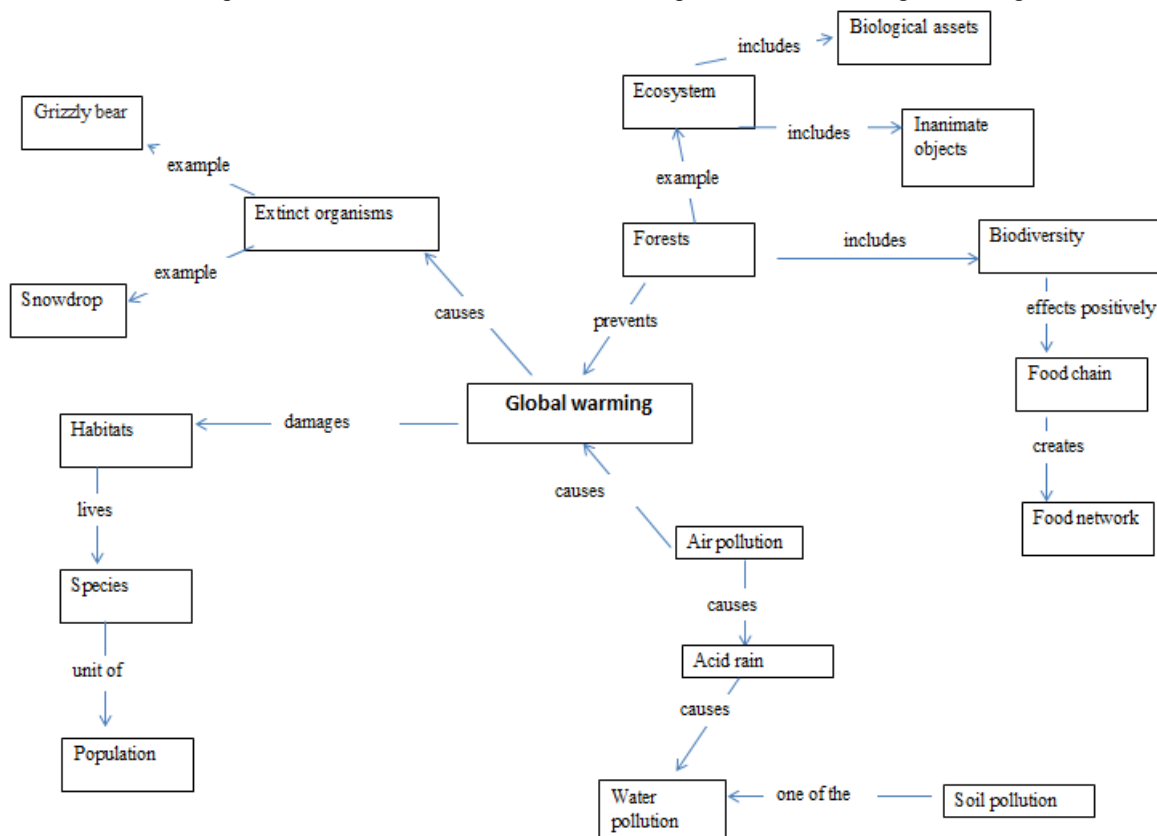 Biological assets
includes
Ecosystem
Grizzly bear
includes
Inanimate
objects
example
example
Extinct organisms
Forests
includes
Biodiversity
example
Snowdrop
causes
prevents
effects positively
Food chain
Global warming
Habitats
damages
creates
causes
lives
Food network
Air pollution
Species
causes
unit of
Acid rain
causes
Population
Water
pollution
one of the
Soil pollution